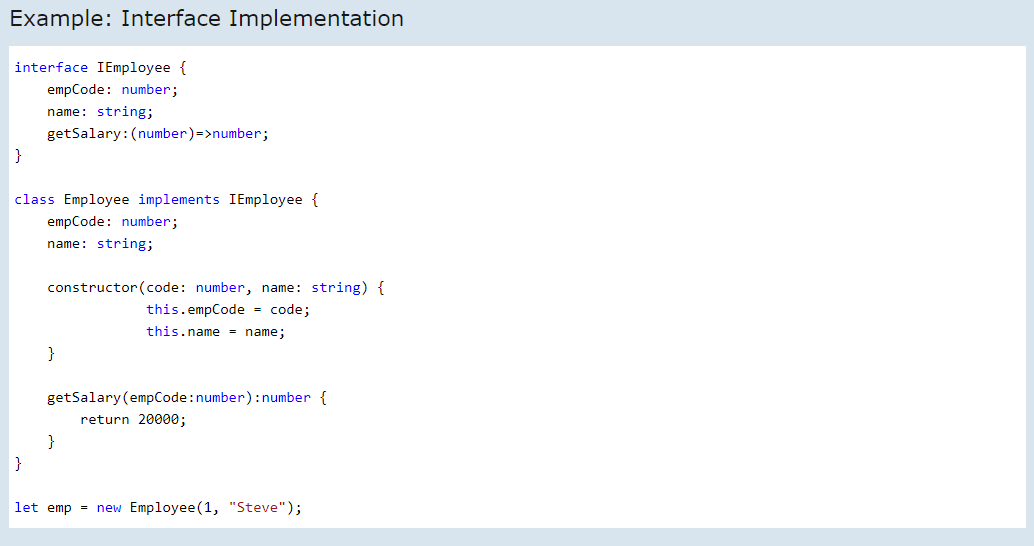 Example: Interface Implementation
interface IEmployee {
    empCode: number;
    name: string;
    getSalary:(number)=>number;
}
class Employee implements IEmployee {
    empCode: number;
    name: string;
    constructor(code: number, name: string) {
                this.empCode = code;
                this.name = name;
    }
    getSalary(empCode:number):number {
        return 20000;
    }
}
let emp = new Employee(1, "Steve");